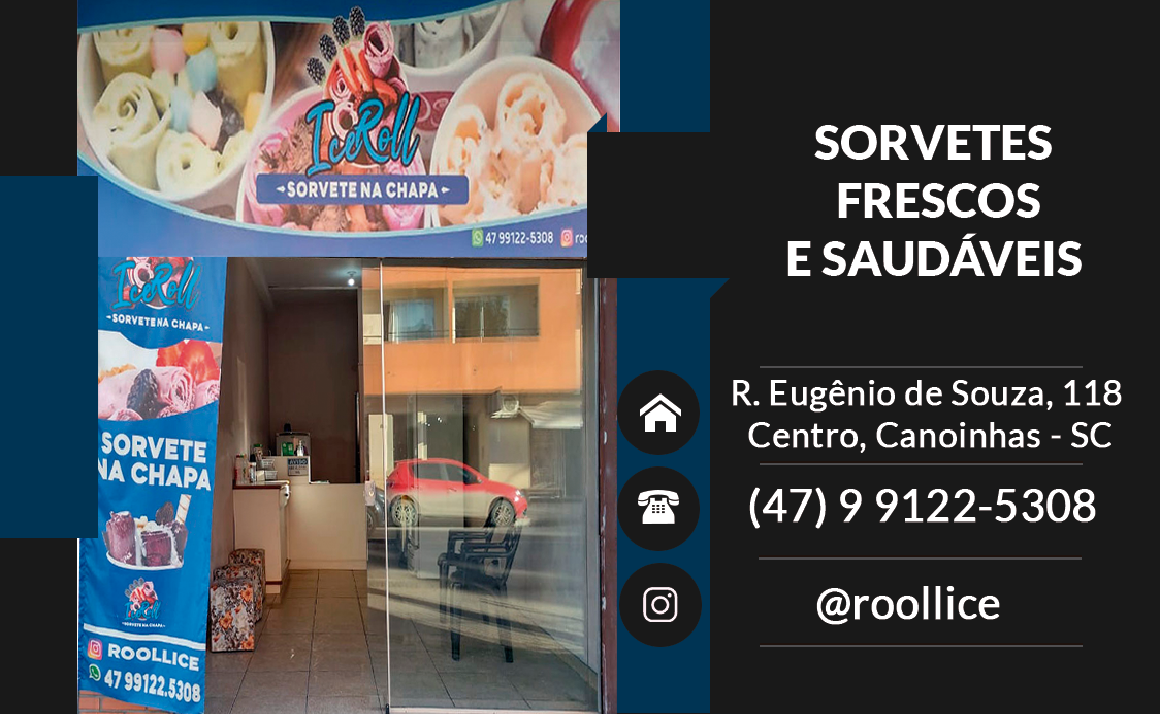 IceRoll
SORVETE NA CHAPA
47 99122-5308
IceRoll
SORVETE NA CHAPA
SORVETE
NA CHAPA
SORVETE NA CHAPA
ROOLLICE
47 99122.5308
SORVETES
FRESCOS
E SAUDÁVEIS
R. Eugênio de Souza, 118
Centro, Canoinhas - SC
(47) 9 9122-5308
@roollice